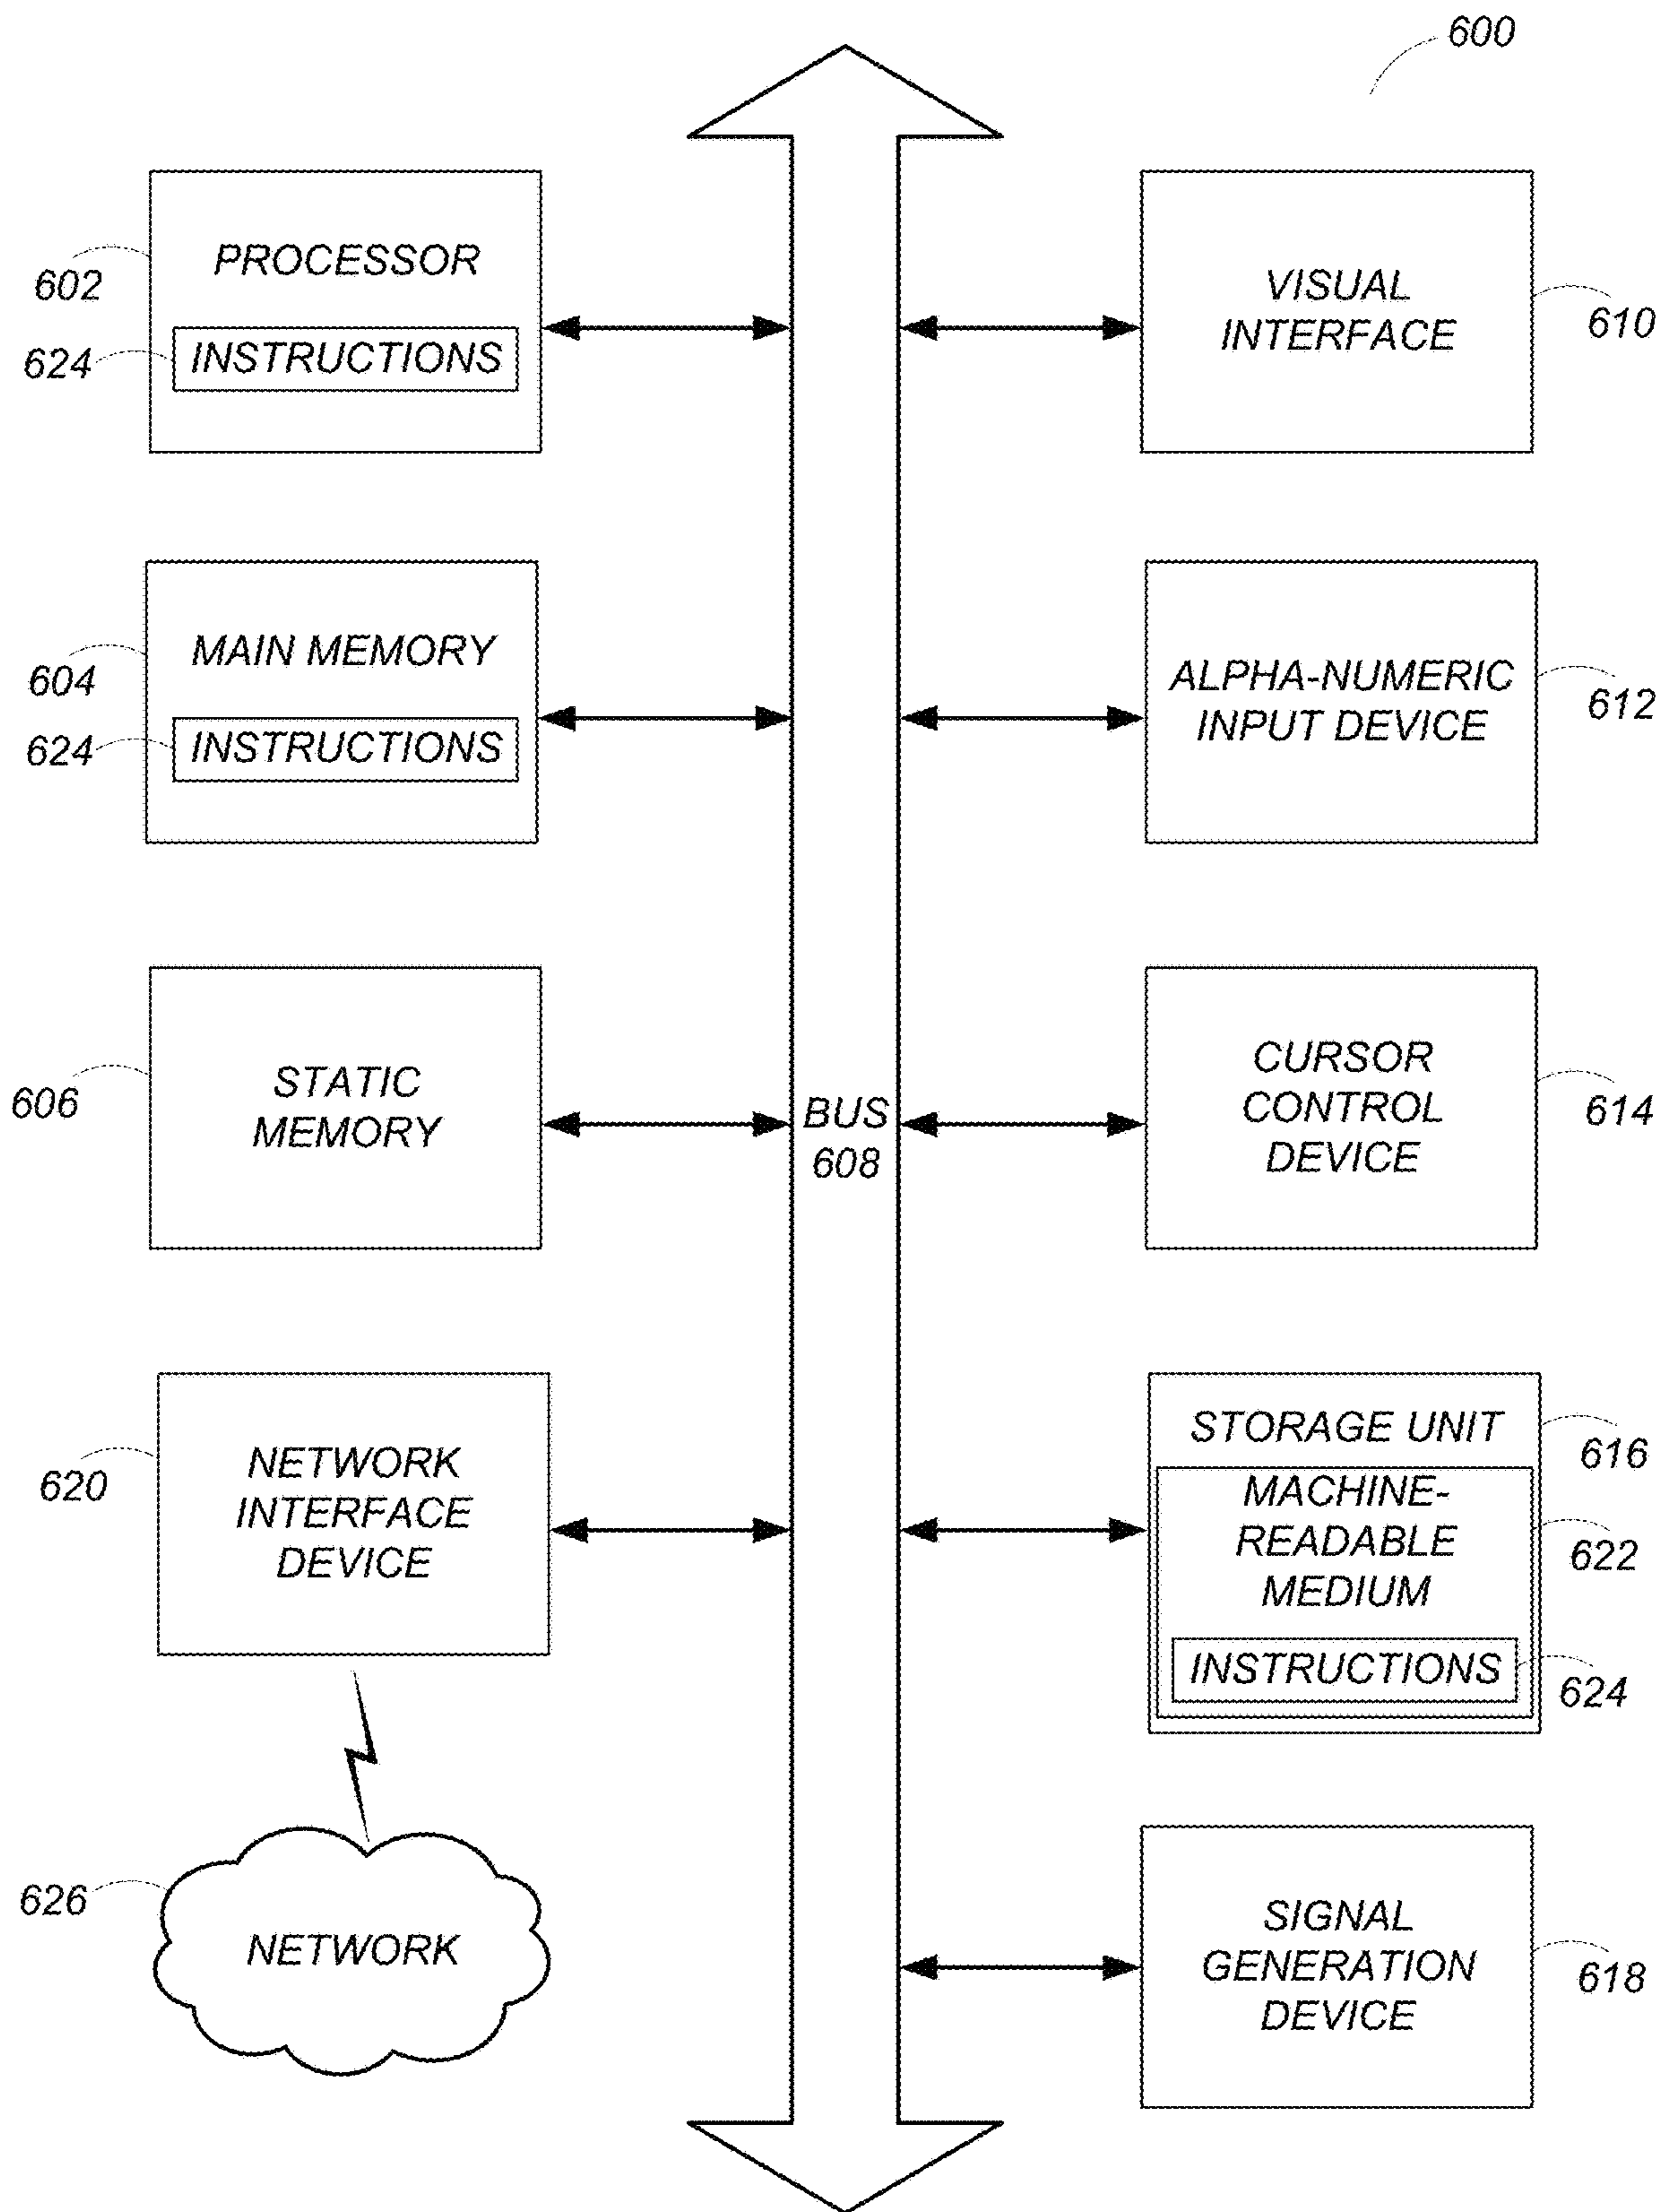 600
PROCESSOR
602
INSTRUCTIONS
624
MAIN MEMORY
604
INSTRUCTIONS
624
STATIC
MEMORY
606
NETWORK
INTERFACE
DEVICE
620
NETWORK
626
BUS
608
VISUAL
INTERFACE
610
ALPHA-NUMERIC
INPUT DEVICE
612
CURSOR
CONTROL
DEVICE
614
STORAGE UNIT
616
MACHINE-
READABLE
MEDIUM
622
INSTRUCTIONS
624
SIGNAL
GENERATION
DEVICE
618